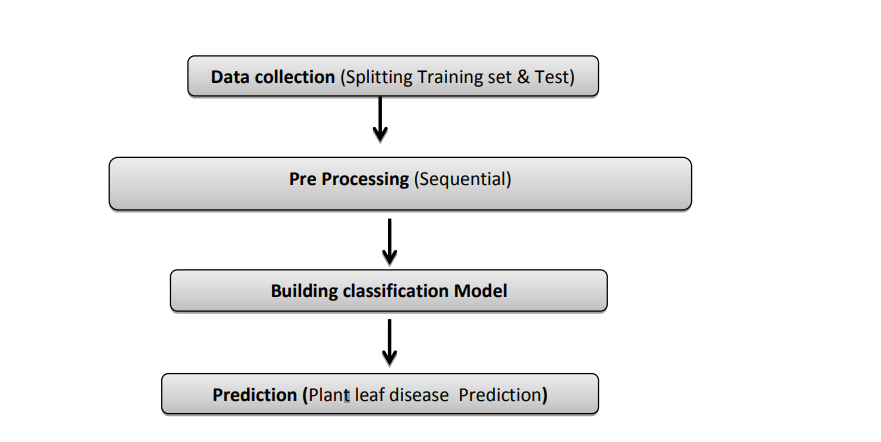 Data collection (Splitting Training set & Test)
Pre Processing (Sequential)
Building classification Model
Prediction (Plant leaf disease  Prediction)